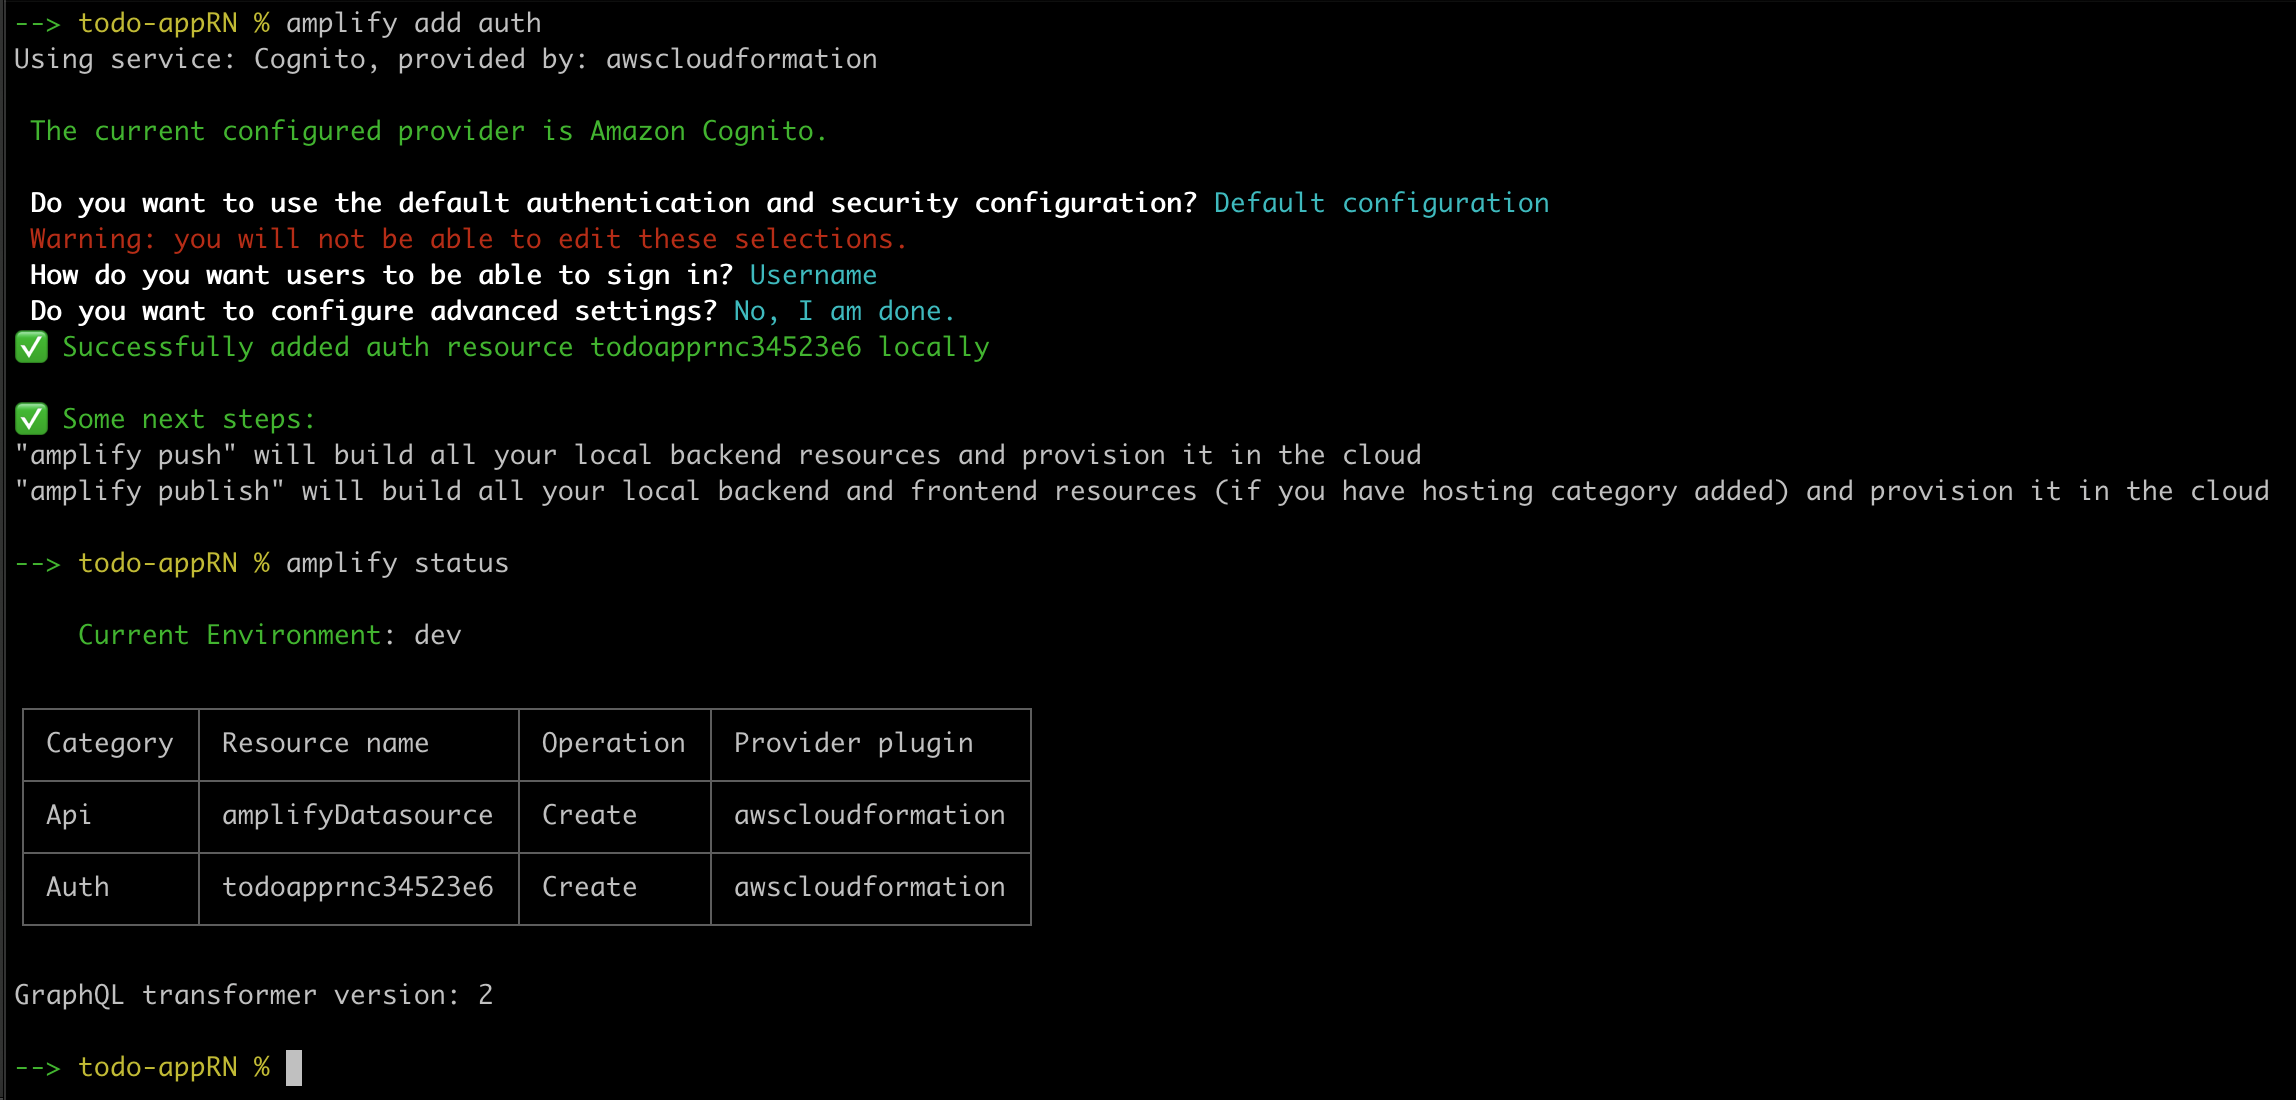 --> todo-appRN % amplify add auth
Using service: Cognito, provided by: awscloudformation
The current configured provider is Amazon Cognito.
Do you want to use the default authentication and security configuration? Default configuration
Warning: you will not be able to edit these selections.
How do you want users to be able to sign in? Username
Do you want to configure advanced settings? No, I am done.
✅ Successfully added auth resource todoapprnc34523e6 locally
✅ Some next steps:
"amplify push" will build all your local backend resources and provision it in the cloud
"amplify publish" will build all your local backend and frontend resources (if you have hosting category added) and provision it in the cloud
--> todo-appRN % amplify status
Current Environment: dev
Category Resource name Operation Provider plugin
Api amplifyDatasource Create awscloudformation
Auth todoapprnc34523e6 Create awscloudformation
GraphQL transformer version: 2
--> todo-appRN %